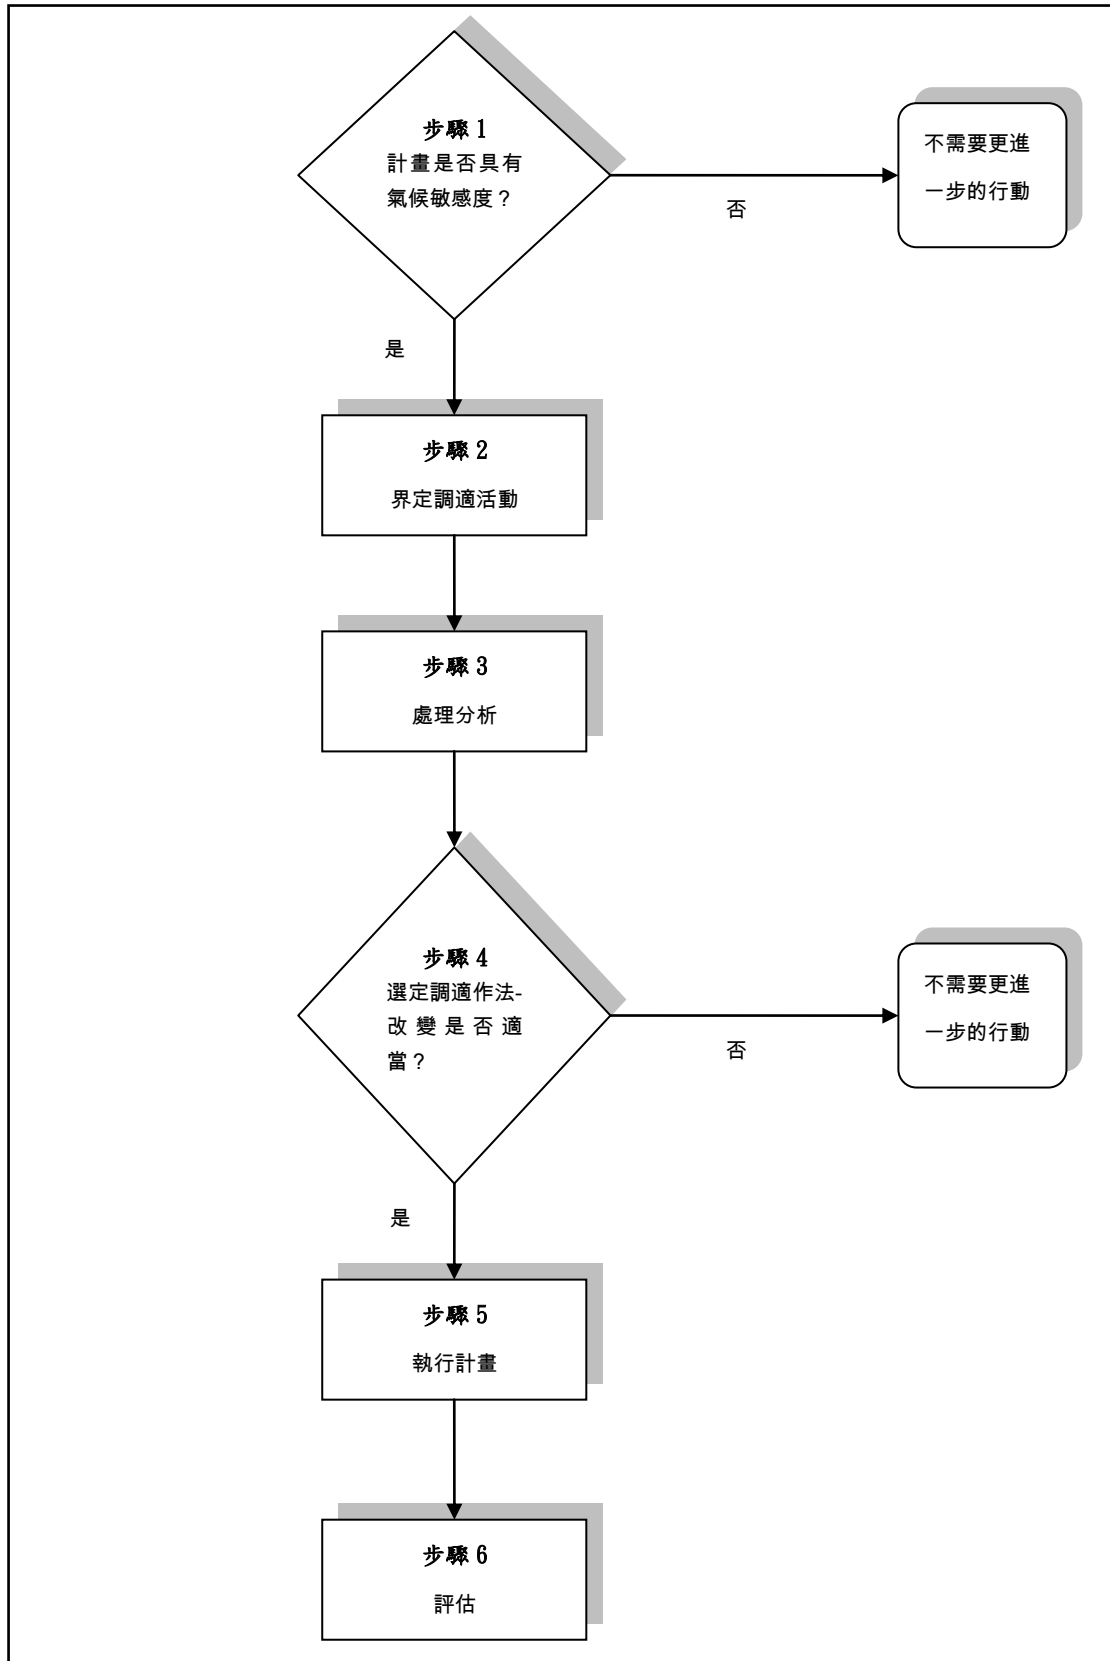 步驟 1
計畫是否具有
氣候敏感度？
否
不需要更進
一步的行動
是
步驟 2
界定調適活動
步驟 3
處理分析
步驟 4
選定調適作法-
改變是否適
當？
否
不需要更進
一步的行動
是
步驟 5
執行計畫
步驟 6
評估